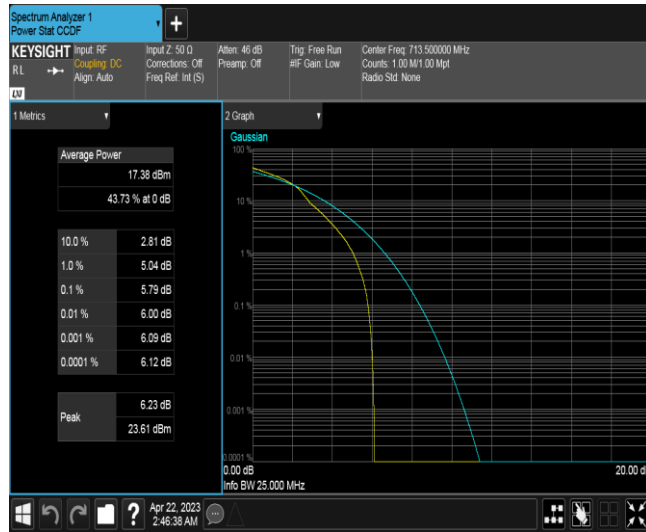 Spectrum Analyzer 1
Power Stat CCDF
+
KEYSIGHT
RL
LXI
Input: RF
Coupling: DC
Align: Auto
Input Z: 50 Ω
Corrections: Off
Freq Ref: Int (S)
Atten: 46 dB
Preamp: Off
Trig: Free Run
#IF Gain: Low
Center Freq: 713.500000 MHz
Counts: 1.00 M/1.00 Mpt
Radio Std: None
1 Metrics
Average Power
17.38 dBm
43.73 % at 0 dB
10.0 % 2.81 dB
1.0 % 5.04 dB
0.1 % 5.79 dB
0.01 % 6.00 dB
0.001 % 6.09 dB
0.0001 % 6.12 dB
Peak
6.23 dB
23.61 dBm
2 Graph
Gaussian
100 %
10 %
1 %
0.1 %
0.01 %
0.001 %
0.0001 %
0.00 dB
20.00 d
Info BW 25.000 MHz
?
Apr 22, 2023
2:46:38 AM